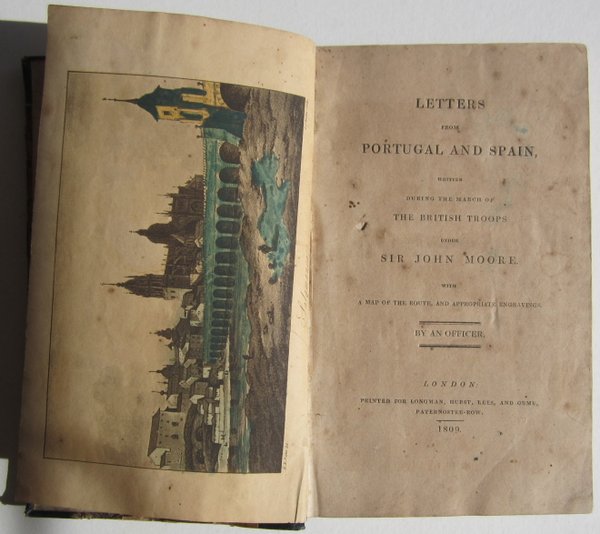 LETTERS
FROM
PORTUGAL AND SPAIN,
WRITTEN
DURING THE MARCH OF
THE BRITISH TROOPS
UNDER
SIR JOHN MOORE.
WITH
A MAP OF THE ROUTE, AND APPROPRIATE ENGRAVINGS.
BY AN OFFICER.
LONDON:
PRINTED FOR LONGMAN, HURST, REES, AND ORME,
PATERNOSTER-ROW.
1809.